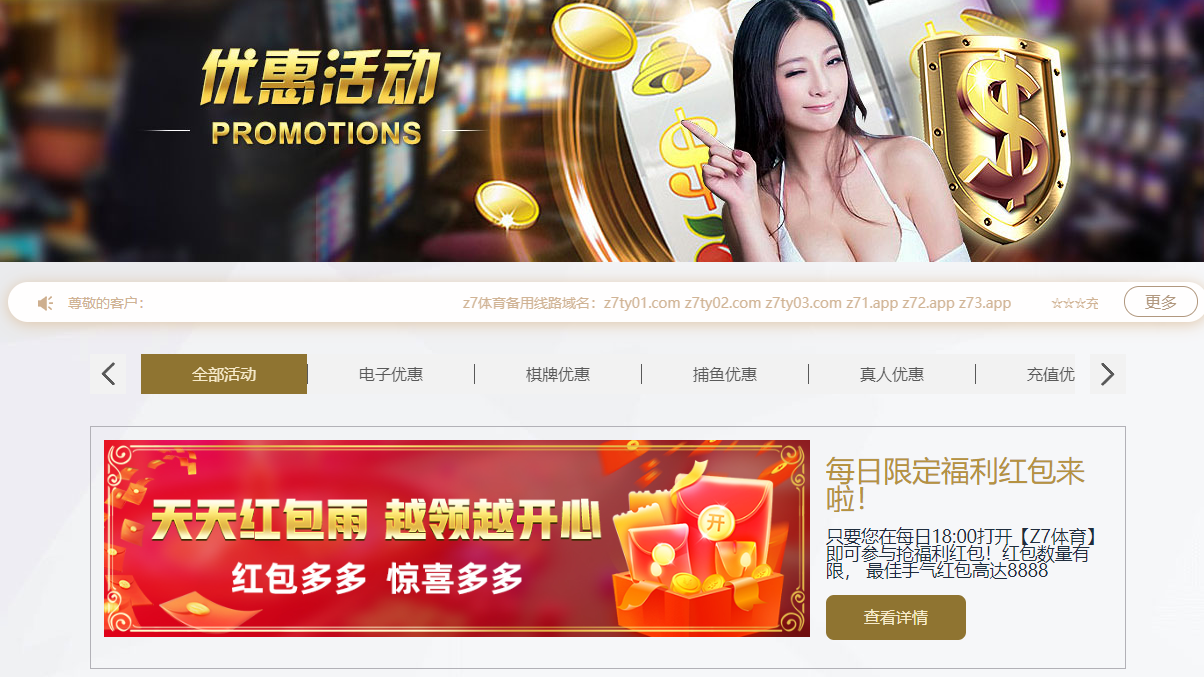 优惠活动
PROMOTIONS
尊敬的客户： z7体育备用线路域名：z7ty01.com z7ty02.com z7ty03.com z71.app z72.app z73.app ☆☆☆充 更多
全部活动 电子优惠 棋牌优惠 捕鱼优惠 真人优惠 充值优
天天红包雨 越领越开心
红包多多 惊喜多多
开
每日限定福利红包来
啦！
只要您在每日18:00打开【Z7体育】
即可参与抢福利红包！红包数量有
限， 最佳手气红包高达8888
查看详情